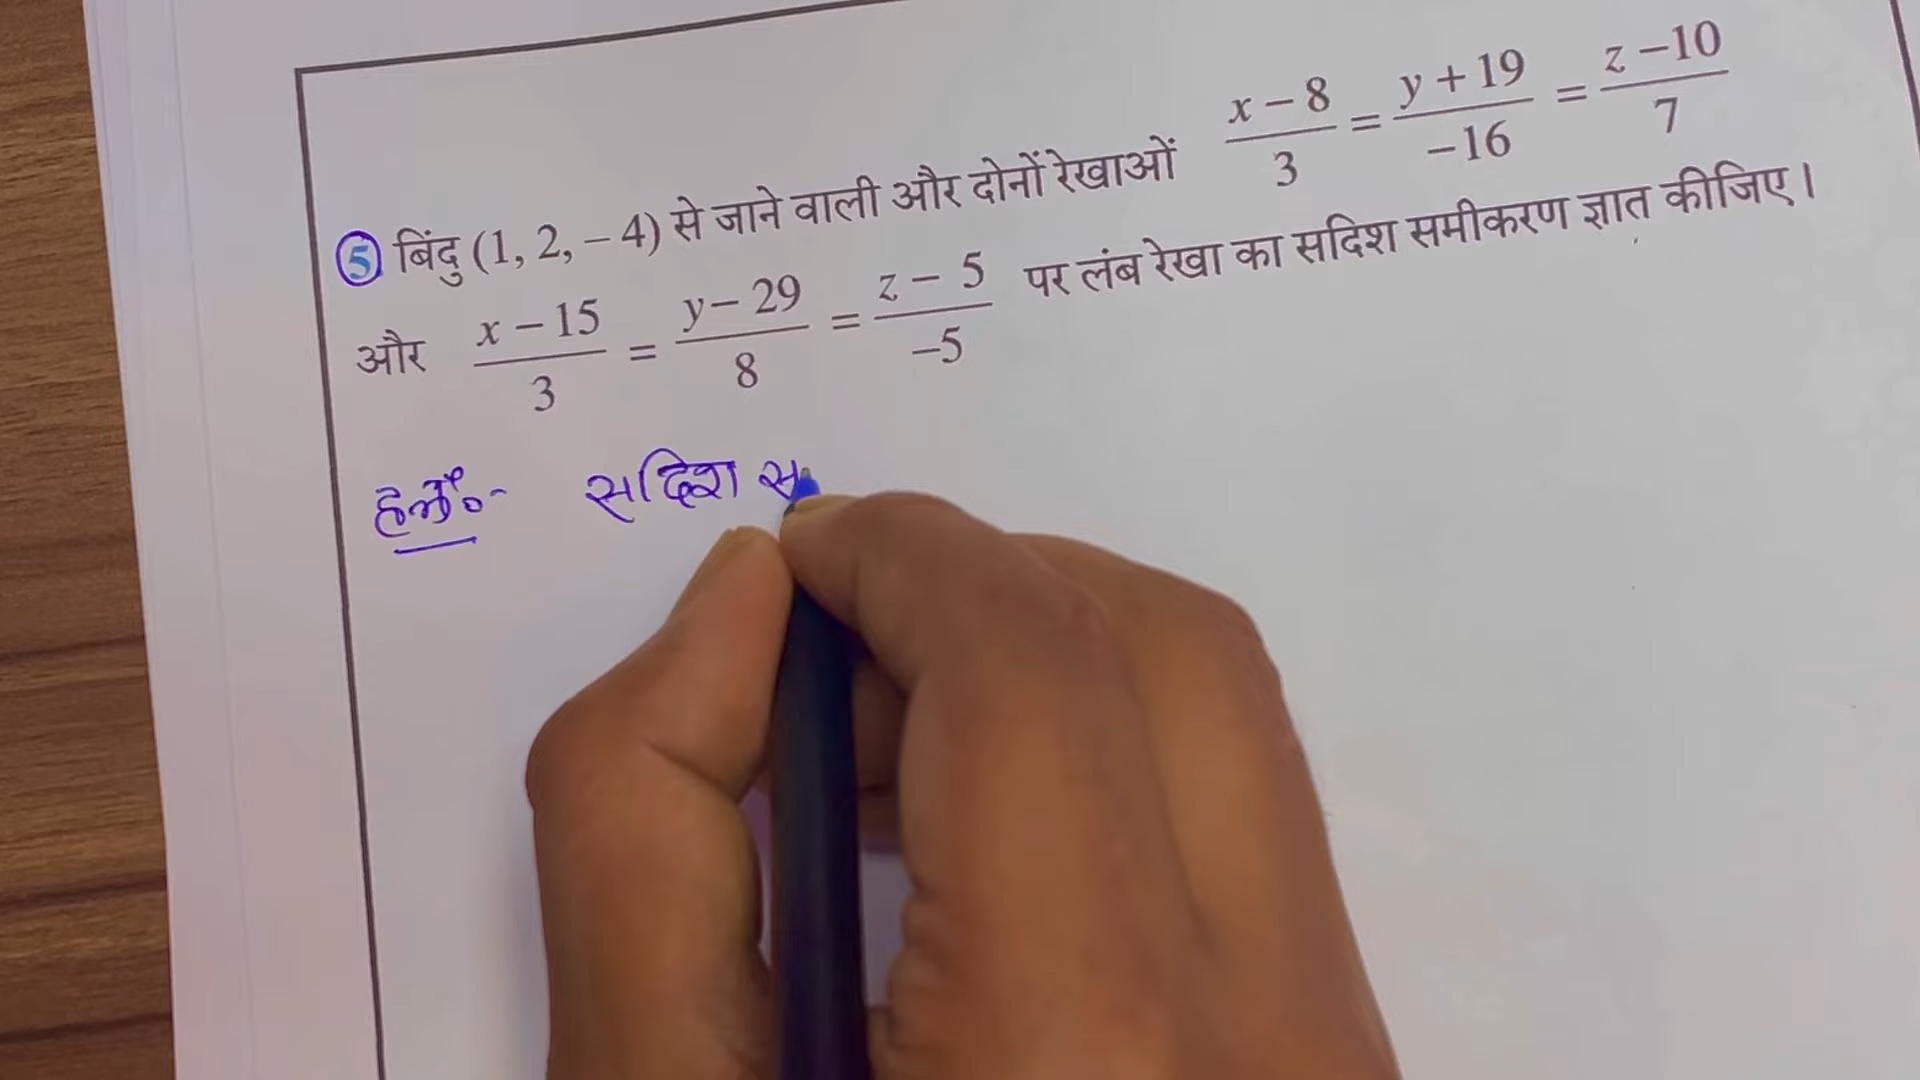 ⑤ बिंदु (1, 2, – 4) से जाने वाली और दोनों रेखाओं x – 8 / 3 = y + 19 / –16 = z – 10 / 7
और x – 15 / 3 = y – 29 / 8 = z – 5 / –5 पर लंब रेखा का सदिश समीकरण ज्ञात कीजिए।
हल:- सदिश स